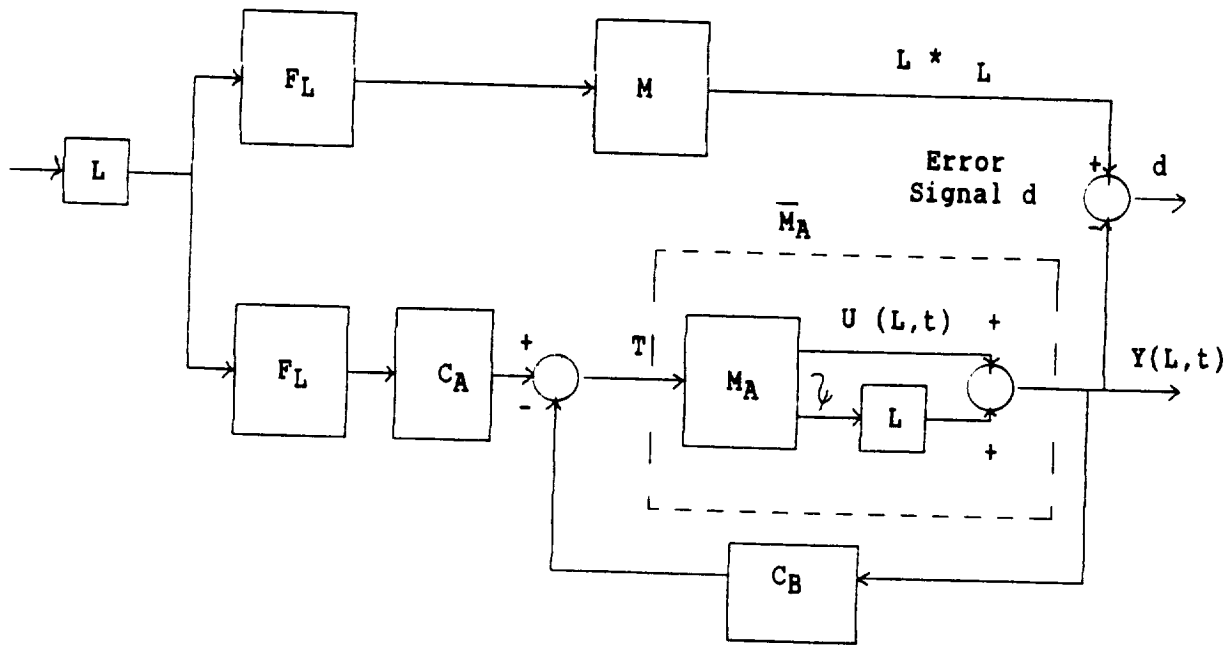 L * L
F_L
M
L
Error
Signal d
+
d
-
M̅_A
U (L,t) +
Y(L,t)
+
T
F_L
C_A
M_A
ψ
L
-
+
C_B